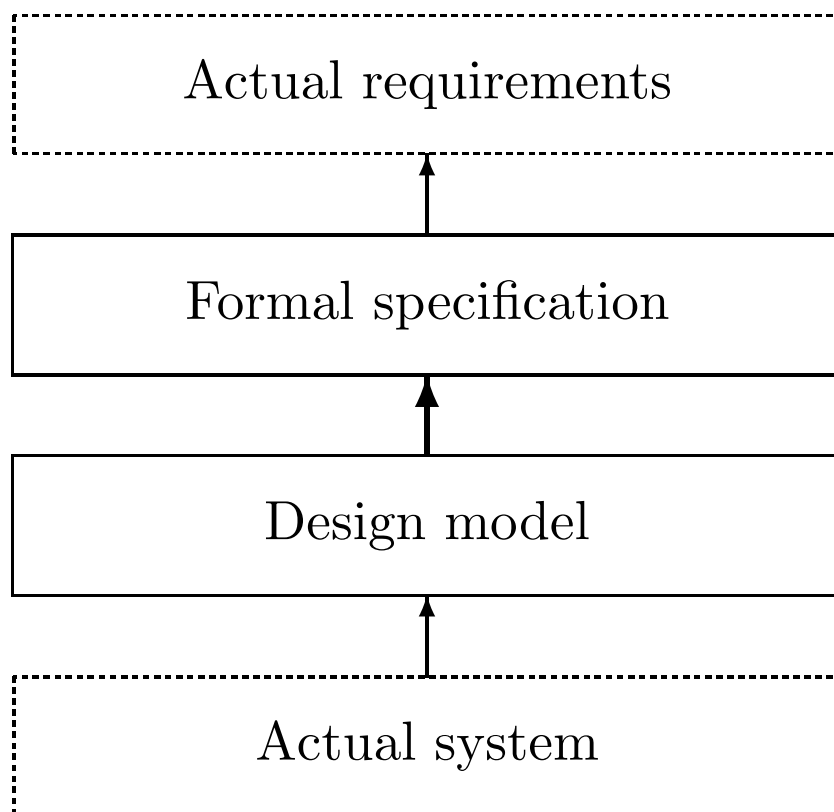 Actual requirements
Formal specification
Design model
Actual system